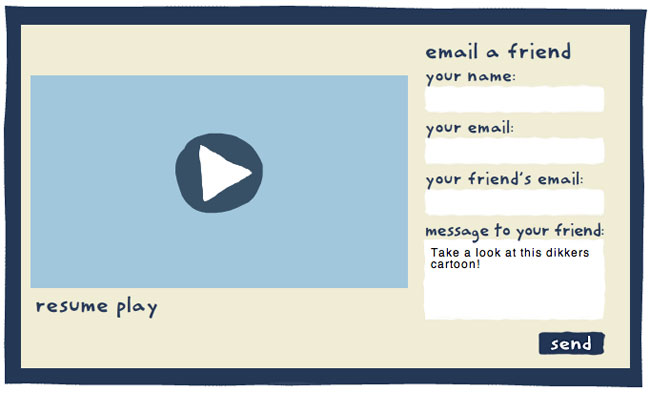 email a friend
your name:
your email:
your friend's email:
message to your friend:
Take a look at this dikkers
cartoon!
resume play
send